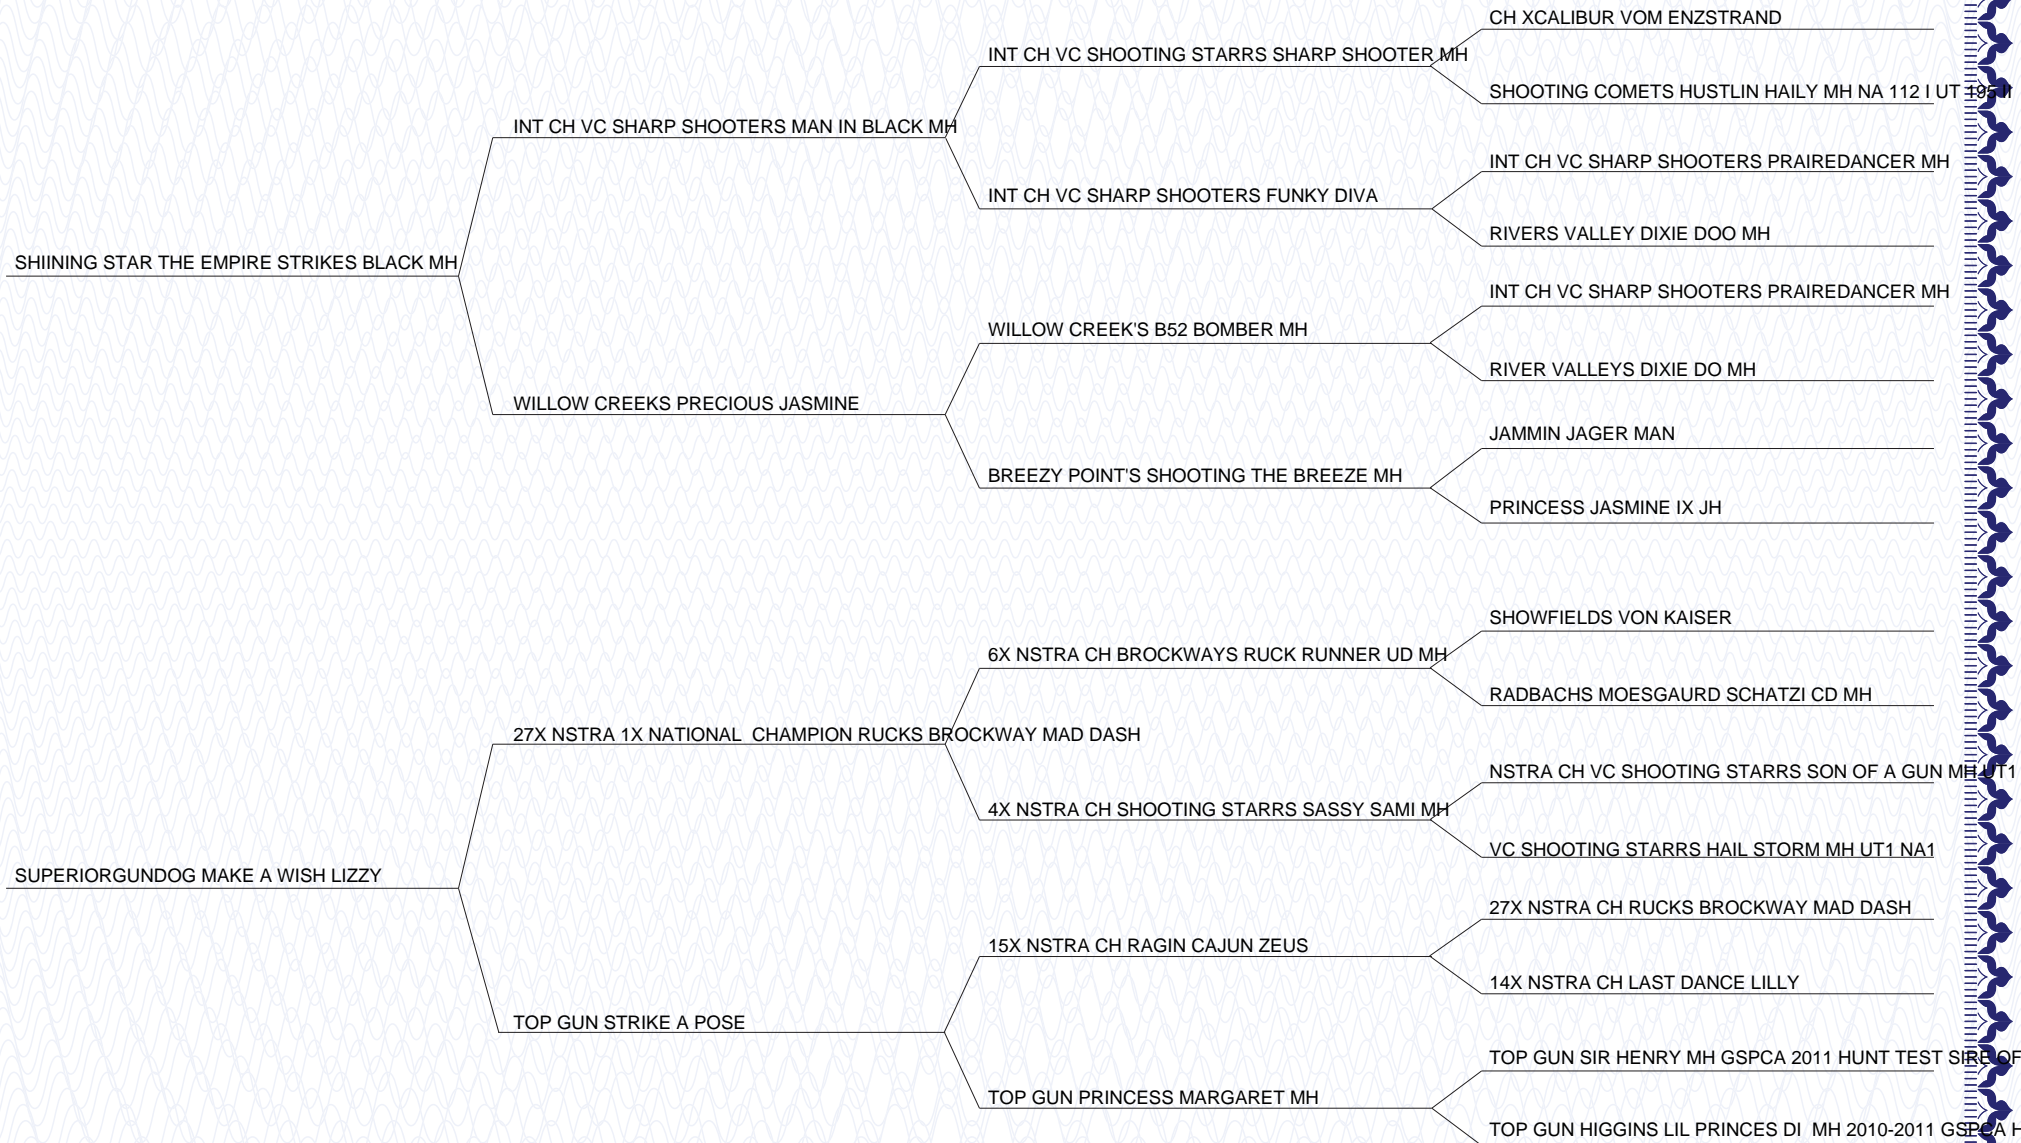 CH XCALIBUR VOM ENZSTRAND
INT CH VC SHOOTING STARRS SHARP SHOOTER MH
SHOOTING COMETS HUSTLIN HAILY MH NA 112 I UT 195 II
INT CH VC SHARP SHOOTERS MAN IN BLACK MH
INT CH VC SHARP SHOOTERS PRAIREDANCER MH
INT CH VC SHARP SHOOTERS FUNKY DIVA
RIVERS VALLEY DIXIE DOO MH
SHIINING STAR THE EMPIRE STRIKES BLACK MH
INT CH VC SHARP SHOOTERS PRAIREDANCER MH
WILLOW CREEK'S B52 BOMBER MH
RIVER VALLEYS DIXIE DO MH
WILLOW CREEKS PRECIOUS JASMINE
JAMMIN JAGER MAN
BREEZY POINT'S SHOOTING THE BREEZE MH
PRINCESS JASMINE IX JH
SHOWFIELDS VON KAISER
6X NSTRA CH BROCKWAYS RUCK RUNNER UD MH
RADBACHS MOESGAURD SCHATZI CD MH
27X NSTRA 1X NATIONAL  CHAMPION RUCKS BROCKWAY MAD DASH
NSTRA CH VC SHOOTING STARRS SON OF A GUN MH UT1
4X NSTRA CH SHOOTING STARRS SASSY SAMI MH
VC SHOOTING STARRS HAIL STORM MH UT1 NA1
SUPERIORGUNDOG MAKE A WISH LIZZY
27X NSTRA CH RUCKS BROCKWAY MAD DASH
15X NSTRA CH RAGIN CAJUN ZEUS
14X NSTRA CH LAST DANCE LILLY
TOP GUN STRIKE A POSE
TOP GUN SIR HENRY MH GSPCA 2011 HUNT TEST SIRE OF
TOP GUN PRINCESS MARGARET MH
TOP GUN HIGGINS LIL PRINCES DI  MH 2010-2011 GSPCA H